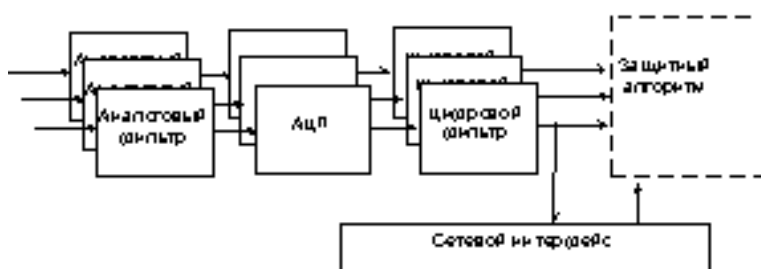 Аналоговый
фильтр
АЦП
цифровой
фильтр
Защитный
алгоритм
Сетевой интерфейс